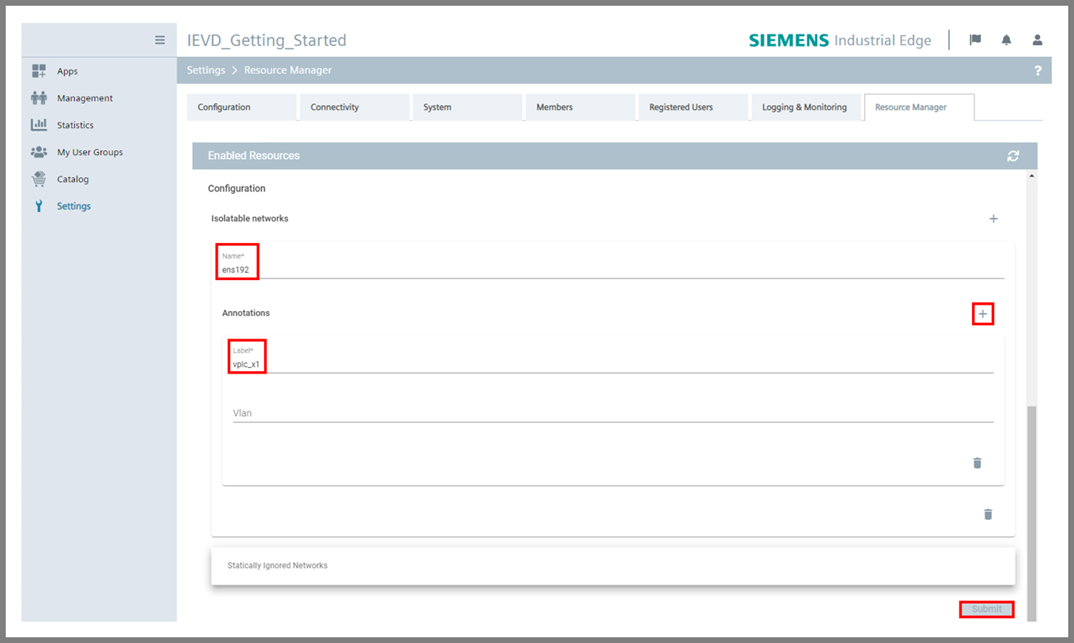 IEVD_Getting_Started
SIEMENS Industrial Edge
Settings > Resource Manager
?
Apps
Management
Statistics
My User Groups
Catalog
Settings
Configuration
Connectivity
System
Members
Registered Users
Logging & Monitoring
Resource Manager
Enabled Resources
Configuration
Isolatable networks
+
Name*
ens192
Annotations
+
Label*
vplc_x1
Vlan
Statically Ignored Networks
Submit